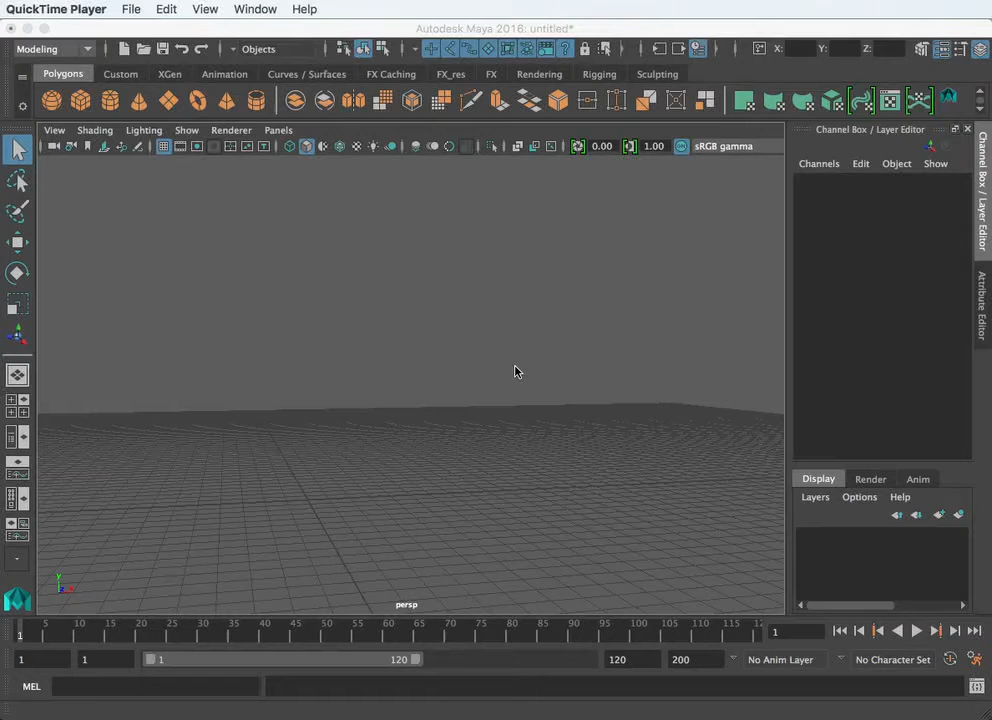 QuickTime Player File Edit View Window Help
Autodesk Maya 2016: untitled*
Modeling Objects X: Y: Z:
Polygons Custom XGen Animation Curves / Surfaces FX Caching FX_res FX Rendering Rigging Sculpting
View Shading Lighting Show Renderer Panels
0.00 1.00 sRGB gamma
Channel Box / Layer Editor
Channels Edit Object Show
Channel Box / Layer Editor
Attribute Editor
Display Render Anim
Layers Options Help
persp
5 10 15 20 25 30 35 40 45 50 55 60 65 70 75 80 85 90 95 100 105 110 115 12
1 1
1 1 1 120 120 200 No Anim Layer No Character Set
MEL